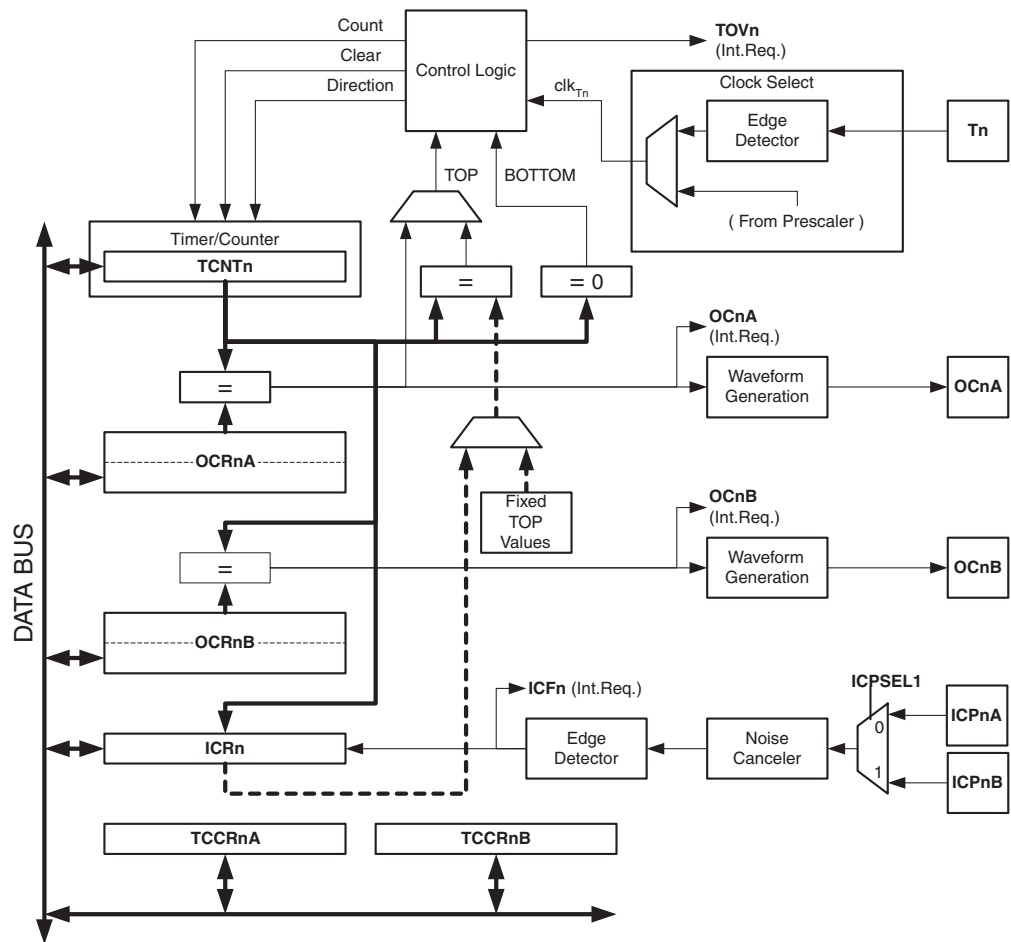 Count
Clear
Direction
Control Logic
TOVn
(Int.Req.)
clkTn
Clock Select
Edge
Detector
Tn
( From Prescaler )
TOP
BOTTOM
Timer/Counter
TCNTn
=
= 0
=
OCnA
(Int.Req.)
Waveform
Generation
OCnA
OCRnA
Fixed
TOP
Values
OCnB
(Int.Req.)
=
Waveform
Generation
OCnB
OCRnB
DATA BUS
ICFn (Int.Req.)
ICPSEL1
ICPnA
0
ICRn
Edge
Detector
Noise
Canceler
1
ICPnB
TCCRnA
TCCRnB